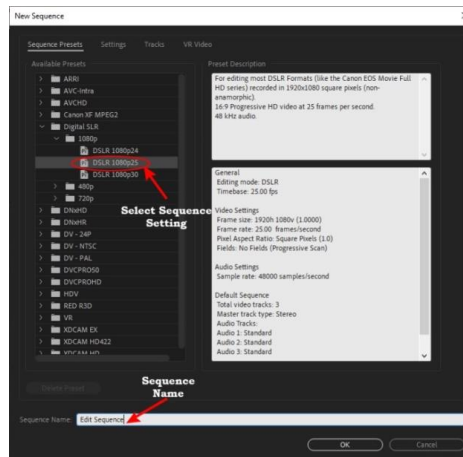 New Sequence
Sequence Presets Settings Tracks VR Video
Available Presets
ARRI
AVC-Intra
AVCHD
Canon XF MPEG2
Digital SLR
1080p
DSLR 1080p24
DSLR 1080p25
DSLR 1080p30
480p
720p
DNxHD
DNxHR
DV - 24P
DV - NTSC
DV - PAL
DVCPRO50
DVCPROHD
HDV
RED R3D
VR
XDCAM EX
XDCAM HD422
XDCAM HD
Select Sequence
Setting
Preset Description
For editing most DSLR Formats (like the Canon EOS Movie Full
HD series) recorded in 1920x1080 square pixels (non-
anamorphic).
16:9 Progressive HD video at 25 frames per second.
48 kHz audio.
General
Editing mode: DSLR
Timebase: 25.00 fps
Video Settings
Frame size: 1920h 1080v (1.0000)
Frame rate: 25.00 frames/second
Pixel Aspect Ratio: Square Pixels (1.0)
Fields: No Fields (Progressive Scan)
Audio Settings
Sample rate: 48000 samples/second
Default Sequence
Total video tracks: 3
Master track type: Stereo
Audio Tracks:
Audio 1: Standard
Audio 2: Standard
Audio 3: Standard
Delete Preset
Sequence
Name
Sequence Name: Edit Sequence
OK Cancel